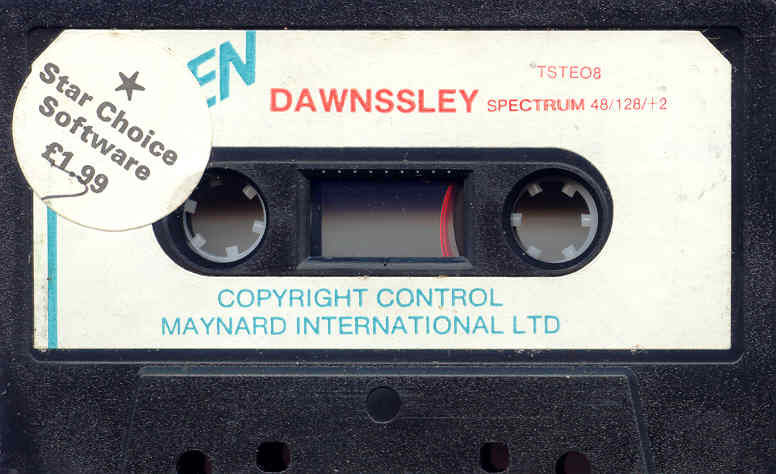 Star Choice
Software
£1.99
EN
TSTE08
DAWNSSLEY SPECTRUM 48/128/+2
COPYRIGHT CONTROL
MAYNARD INTERNATIONAL LTD